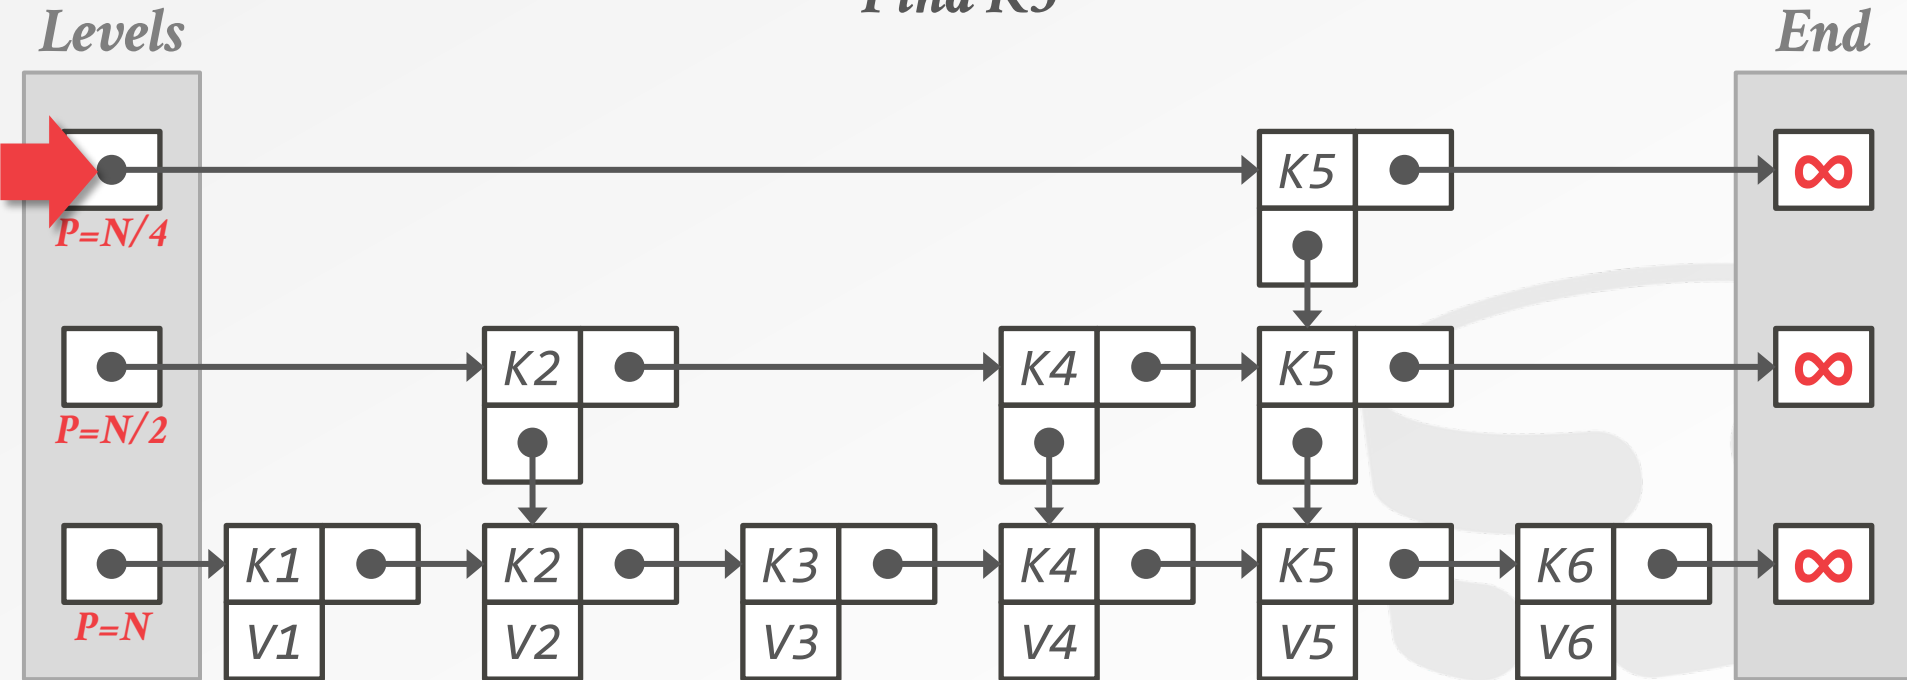 Find
Levels
End
K5
∞
P=N/4
K2
K4
K5
∞
P=N/2
K1
K2
K3
K4
K5
K6
∞
P=N
V1
V2
V3
V4
V5
V6